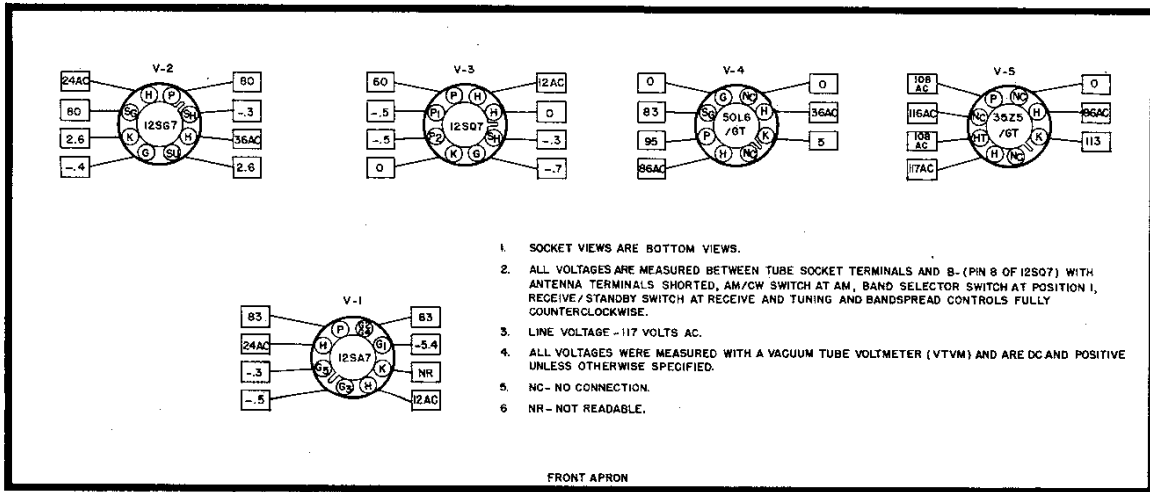 V-2
24AC
80
2.6
-.4
H P
SG SH
K H
G SU
12SG7
80
-.3
36AC
2.6
V-3
60
-.5
-.5
0
P H
P1 H
P2 SH
K G
12SQ7
12AC
0
-.3
-.7
V-4
0
83
95
86AC
G NC
SG H
P K
H NC
50L6
/GT
0
36AC
5
V-5
108
AC
116AC
108
AC
117AC
P NC
NC H
HT K
H NC
35Z5
/GT
0
86AC
113
V-1
83
24AC
-.3
-.5
P G2
G4
H G1
G5 K
G3 H
12SA7
83
-5.4
NR
12AC
1. SOCKET VIEWS ARE BOTTOM VIEWS.
2. ALL VOLTAGES ARE MEASURED BETWEEN TUBE SOCKET TERMINALS AND B- (PIN 8 OF 12SQ7) WITH
ANTENNA TERMINALS SHORTED, AM/CW SWITCH AT AM, BAND SELECTOR SWITCH AT POSITION 1,
RECEIVE/STANDBY SWITCH AT RECEIVE AND TUNING AND BANDSPREAD CONTROLS FULLY
COUNTERCLOCKWISE.
3. LINE VOLTAGE - 117 VOLTS AC.
4. ALL VOLTAGES WERE MEASURED WITH A VACUUM TUBE VOLTMETER (VTVM) AND ARE DC AND POSITIVE
UNLESS OTHERWISE SPECIFIED.
5. NC - NO CONNECTION.
6 NR - NOT READABLE.
FRONT APRON